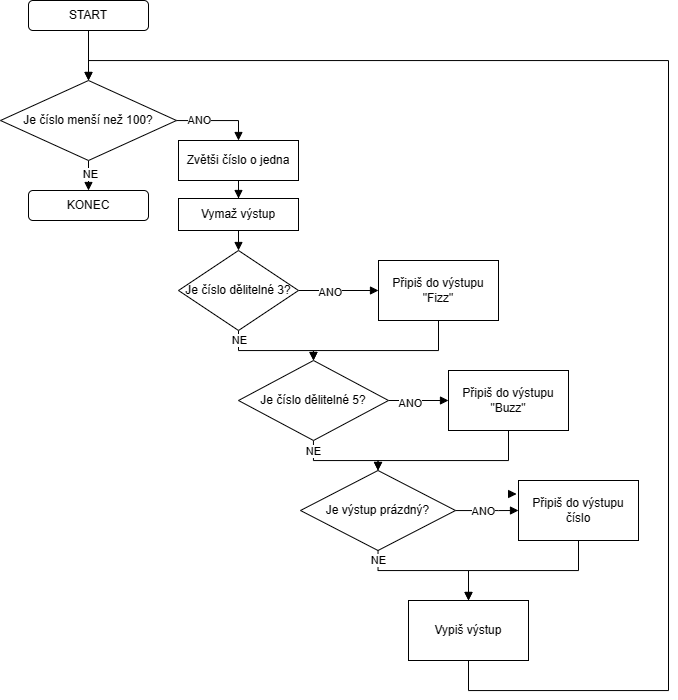 START
Je číslo menší než 100?
ANO
Zvětši číslo o jedna
NE
KONEC
Vymaž výstup
Je číslo dělitelné 3?
ANO
Připiš do výstupu
"Fizz"
NE
Je číslo dělitelné 5?
ANO
Připiš do výstupu
"Buzz"
NE
Je výstup prázdný?
ANO
Připiš do výstupu
číslo
NE
Vypiš výstup